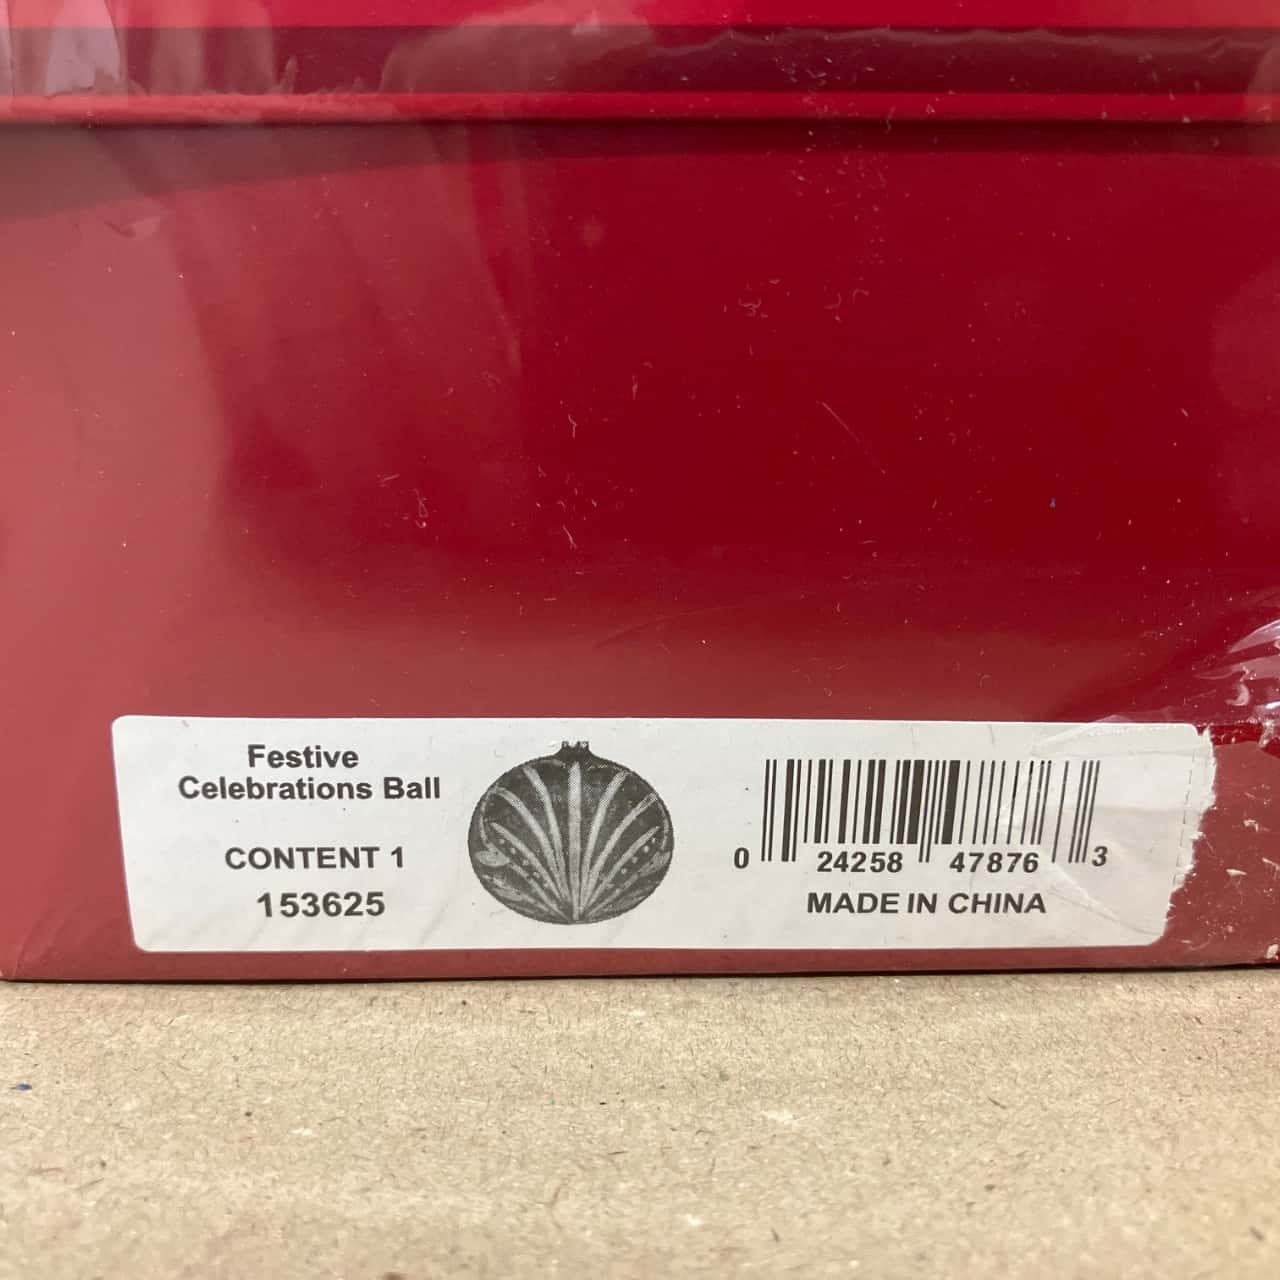 Festive
Celebrations Ball
CONTENT 1
153625
0 24258 47876 3
MADE IN CHINA